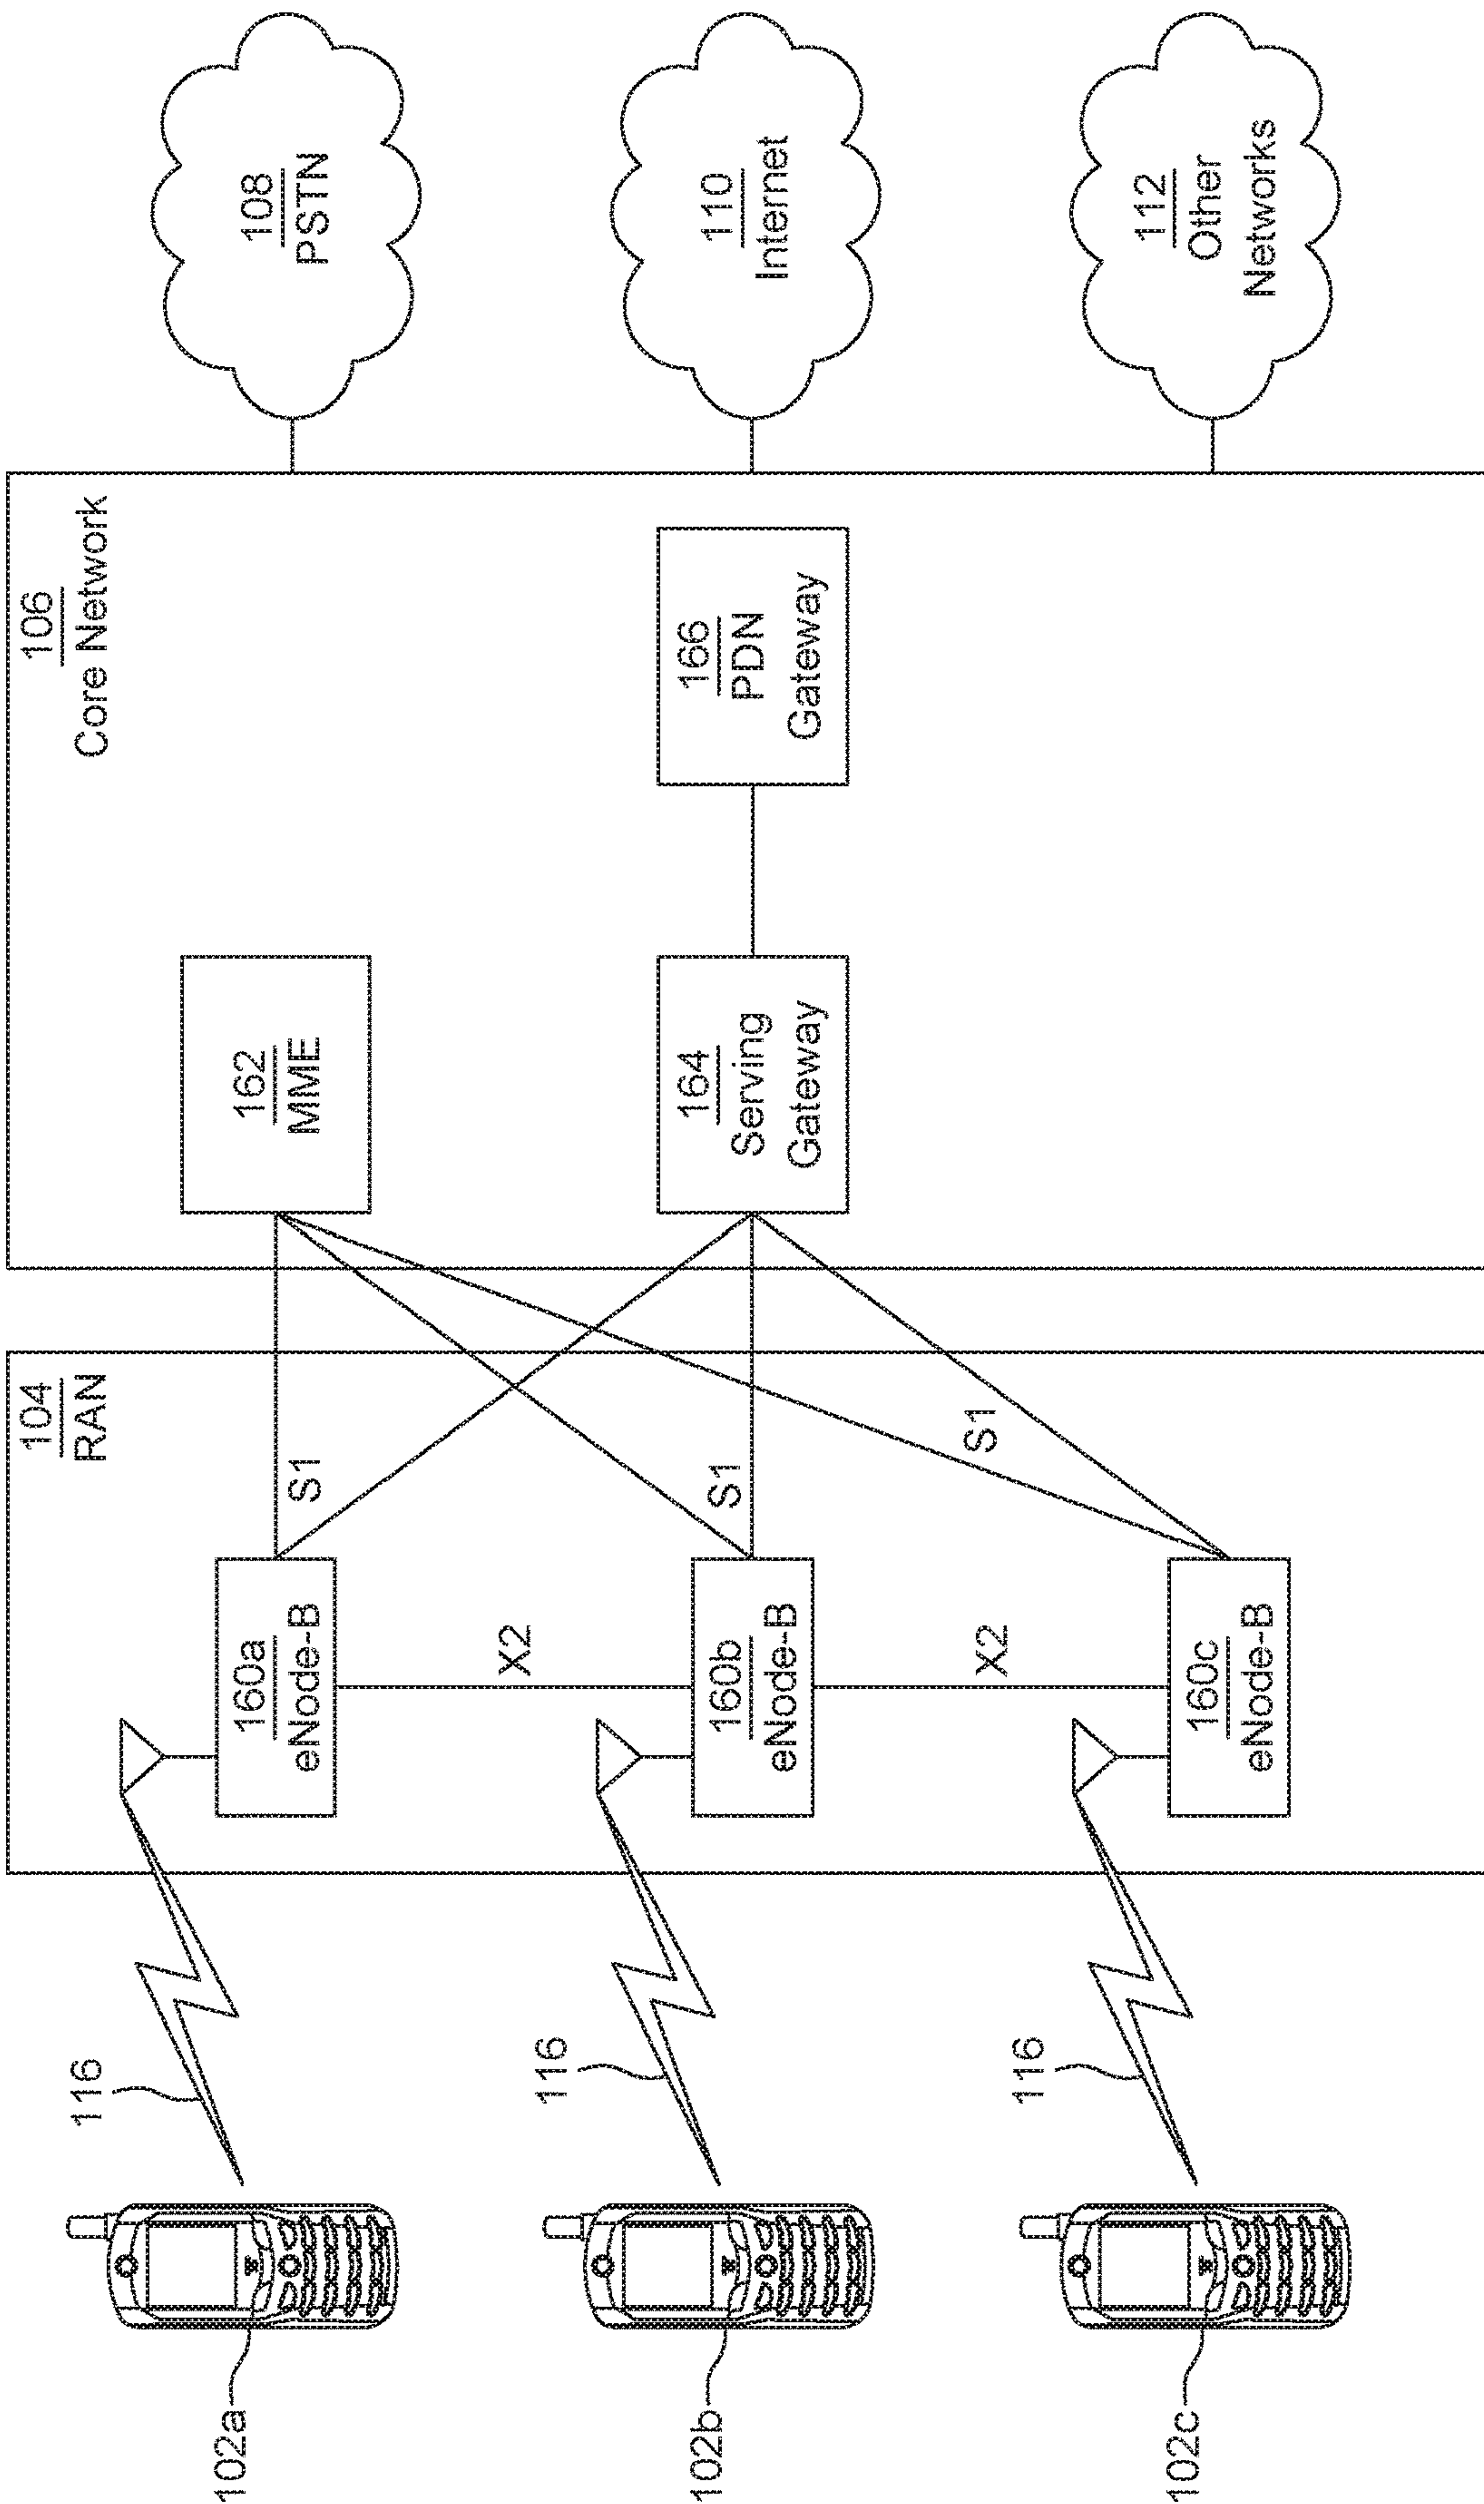 102a
116
104
RAN
160a
eNode-B
S1
X2
106
Core Network
162
MME
108
PSTN
102b
116
160b
eNode-B
S1
X2
164
Serving
Gateway
166
PDN
Gateway
110
Internet
102c
116
160c
eNode-B
S1
112
Other
Networks